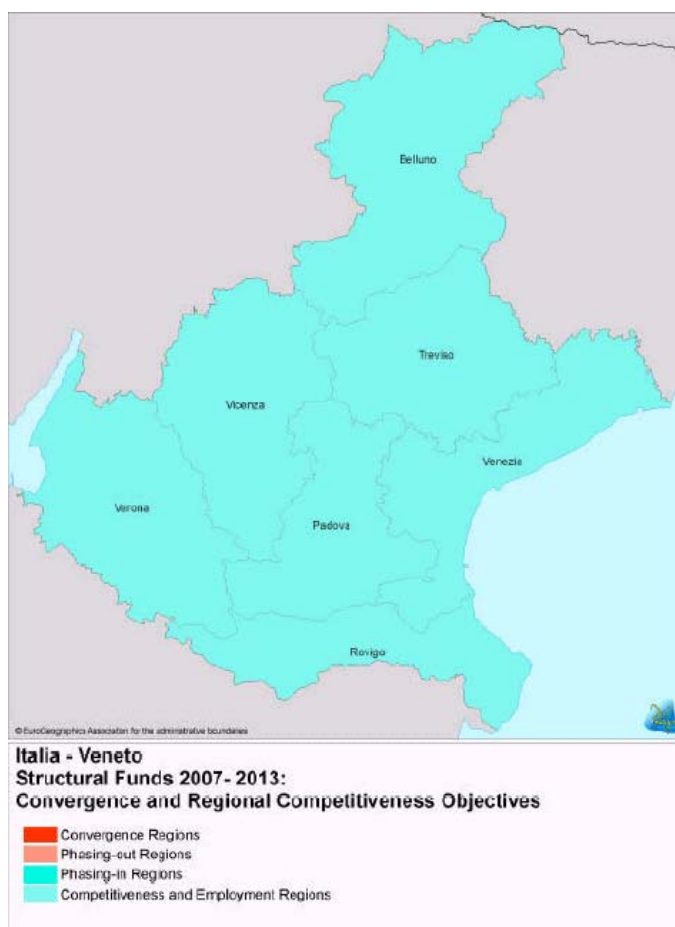 Belluno
Treviso
Vicenza
Venezia
Verona
Padova
Rovigo
© EuroGeographics Association for the administrative boundaries
Italia - Veneto
Structural Funds 2007- 2013:
Convergence and Regional Competitiveness Objectives
Convergence Regions
Phasing-out Regions
Phasing-in Regions
Competitiveness and Employment Regions